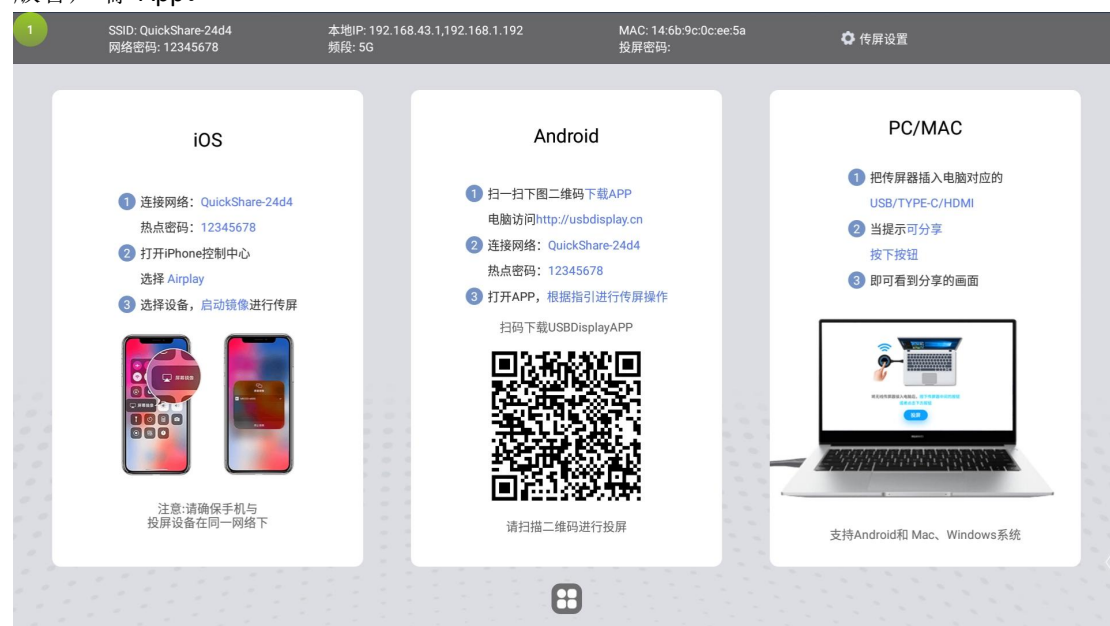 1
SSID: QuickShare-24d4
网络密码: 12345678
本地IP: 192.168.43.1,192.168.1.192
频段: 5G
MAC: 14:6b:9c:0c:ee:5a
投屏密码:
传屏设置
iOS
1 连接网络：QuickShare-24d4
热点密码：12345678
2 打开iPhone控制中心
选择 Airplay
3 选择设备，启动镜像进行传屏
注意:请确保手机与
投屏设备在同一网络下
Android
1 扫一扫下图二维码下载APP
电脑访问http://usbdisplay.cn
2 连接网络：QuickShare-24d4
热点密码：12345678
3 打开APP，根据指引进行传屏操作
扫码下载USBDisplayAPP
请扫描二维码进行投屏
PC/MAC
1 把传屏器插入电脑对应的
USB/TYPE-C/HDMI
2 当提示可分享
按下按钮
3 即可看到分享的画面
支持Android和 Mac、Windows系统